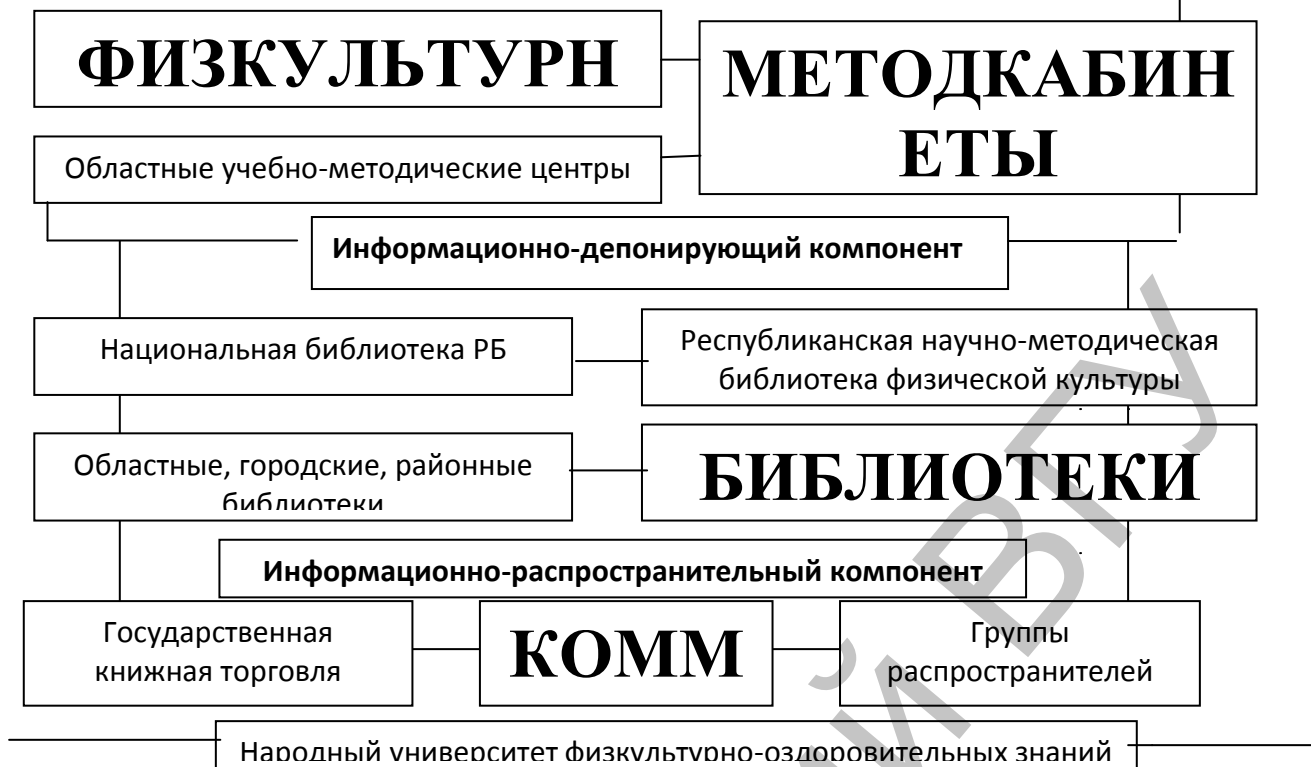 ФИЗКУЛЬТУРН
МЕТОДКАБИН
ЕТЫ
Областные учебно-методические центры
Информационно-депонирующий компонент
Национальная библиотека РБ
Республиканская научно-методическая
библиотека физической культуры
Областные, городские, районные
библиотеки
БИБЛИОТЕКИ
Информационно-распространительный компонент
Государственная
книжная торговля
КОММ
Группы
распространителей
Народный университет физкультурно-оздоровительных знаний
ВГУ